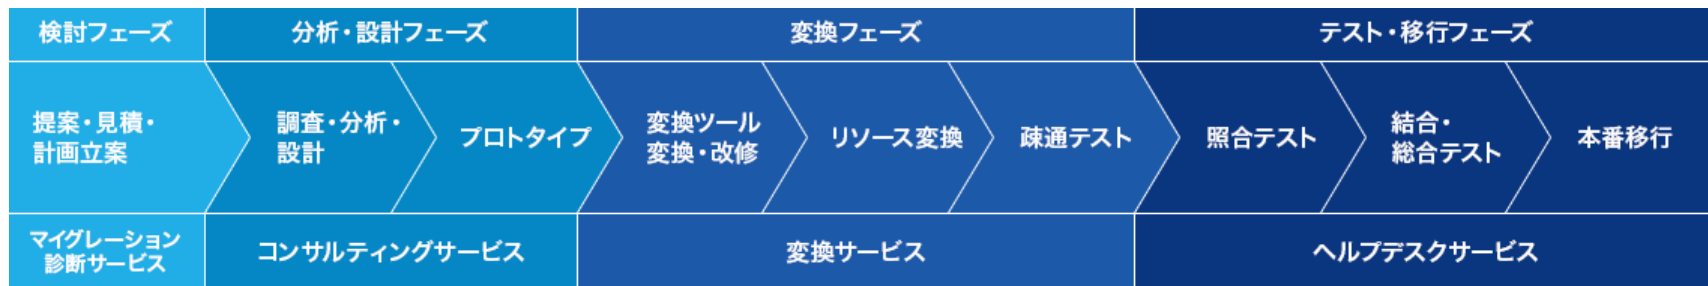 検討フェーズ
分析・設計フェーズ
変換フェーズ
テスト・移行フェーズ
提案・見積・
計画立案
調査・分析・
設計
プロトタイプ
変換ツール
変換・改修
リソース変換
疎通テスト
照合テスト
結合・
総合テスト
本番移行
マイグレーション
診断サービス
コンサルティングサービス
変換サービス
ヘルプデスクサービス